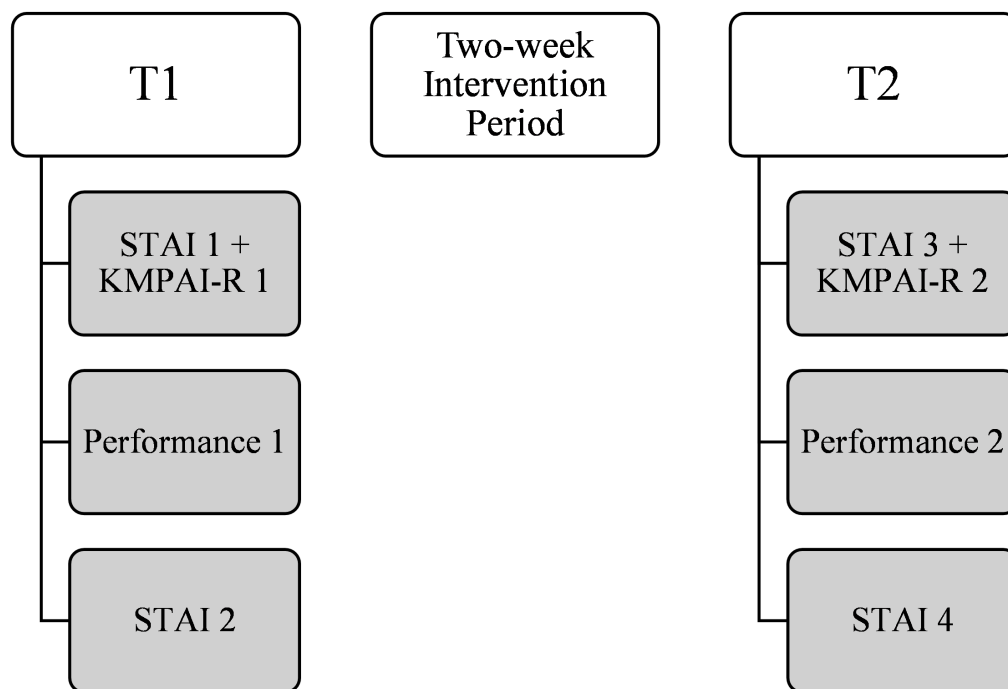 T1
STAI 1 +
KMPAI-R 1
Performance 1
STAI 2
Two-week
Intervention
Period
T2
STAI 3 +
KMPAI-R 2
Performance 2
STAI 4